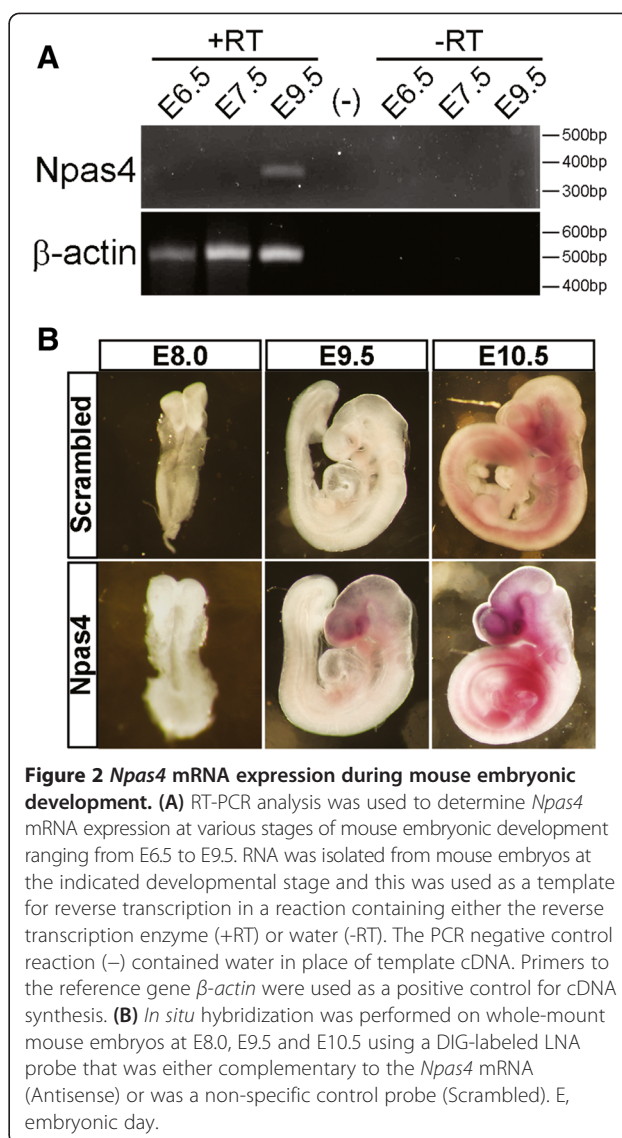 A
+RT
-RT
E6.5 E7.5 E9.5 (-) E6.5 E7.5 E9.5
Npas4
500bp
400bp
300bp
β-actin
600bp
500bp
400bp
B
E8.0 E9.5 E10.5
Scrambled
Npas4
Figure 2 Npas4 mRNA expression during mouse embryonic
development. (A) RT-PCR analysis was used to determine Npas4
mRNA expression at various stages of mouse embryonic development
ranging from E6.5 to E9.5. RNA was isolated from mouse embryos at
the indicated developmental stage and this was used as a template
for reverse transcription in a reaction containing either the reverse
transcription enzyme (+RT) or water (-RT). The PCR negative control
reaction (−) contained water in place of template cDNA. Primers to
the reference gene β-actin were used as a positive control for cDNA
synthesis. (B) In situ hybridization was performed on whole-mount
mouse embryos at E8.0, E9.5 and E10.5 using a DIG-labeled LNA
probe that was either complementary to the Npas4 mRNA
(Antisense) or was a non-specific control probe (Scrambled). E,
embryonic day.